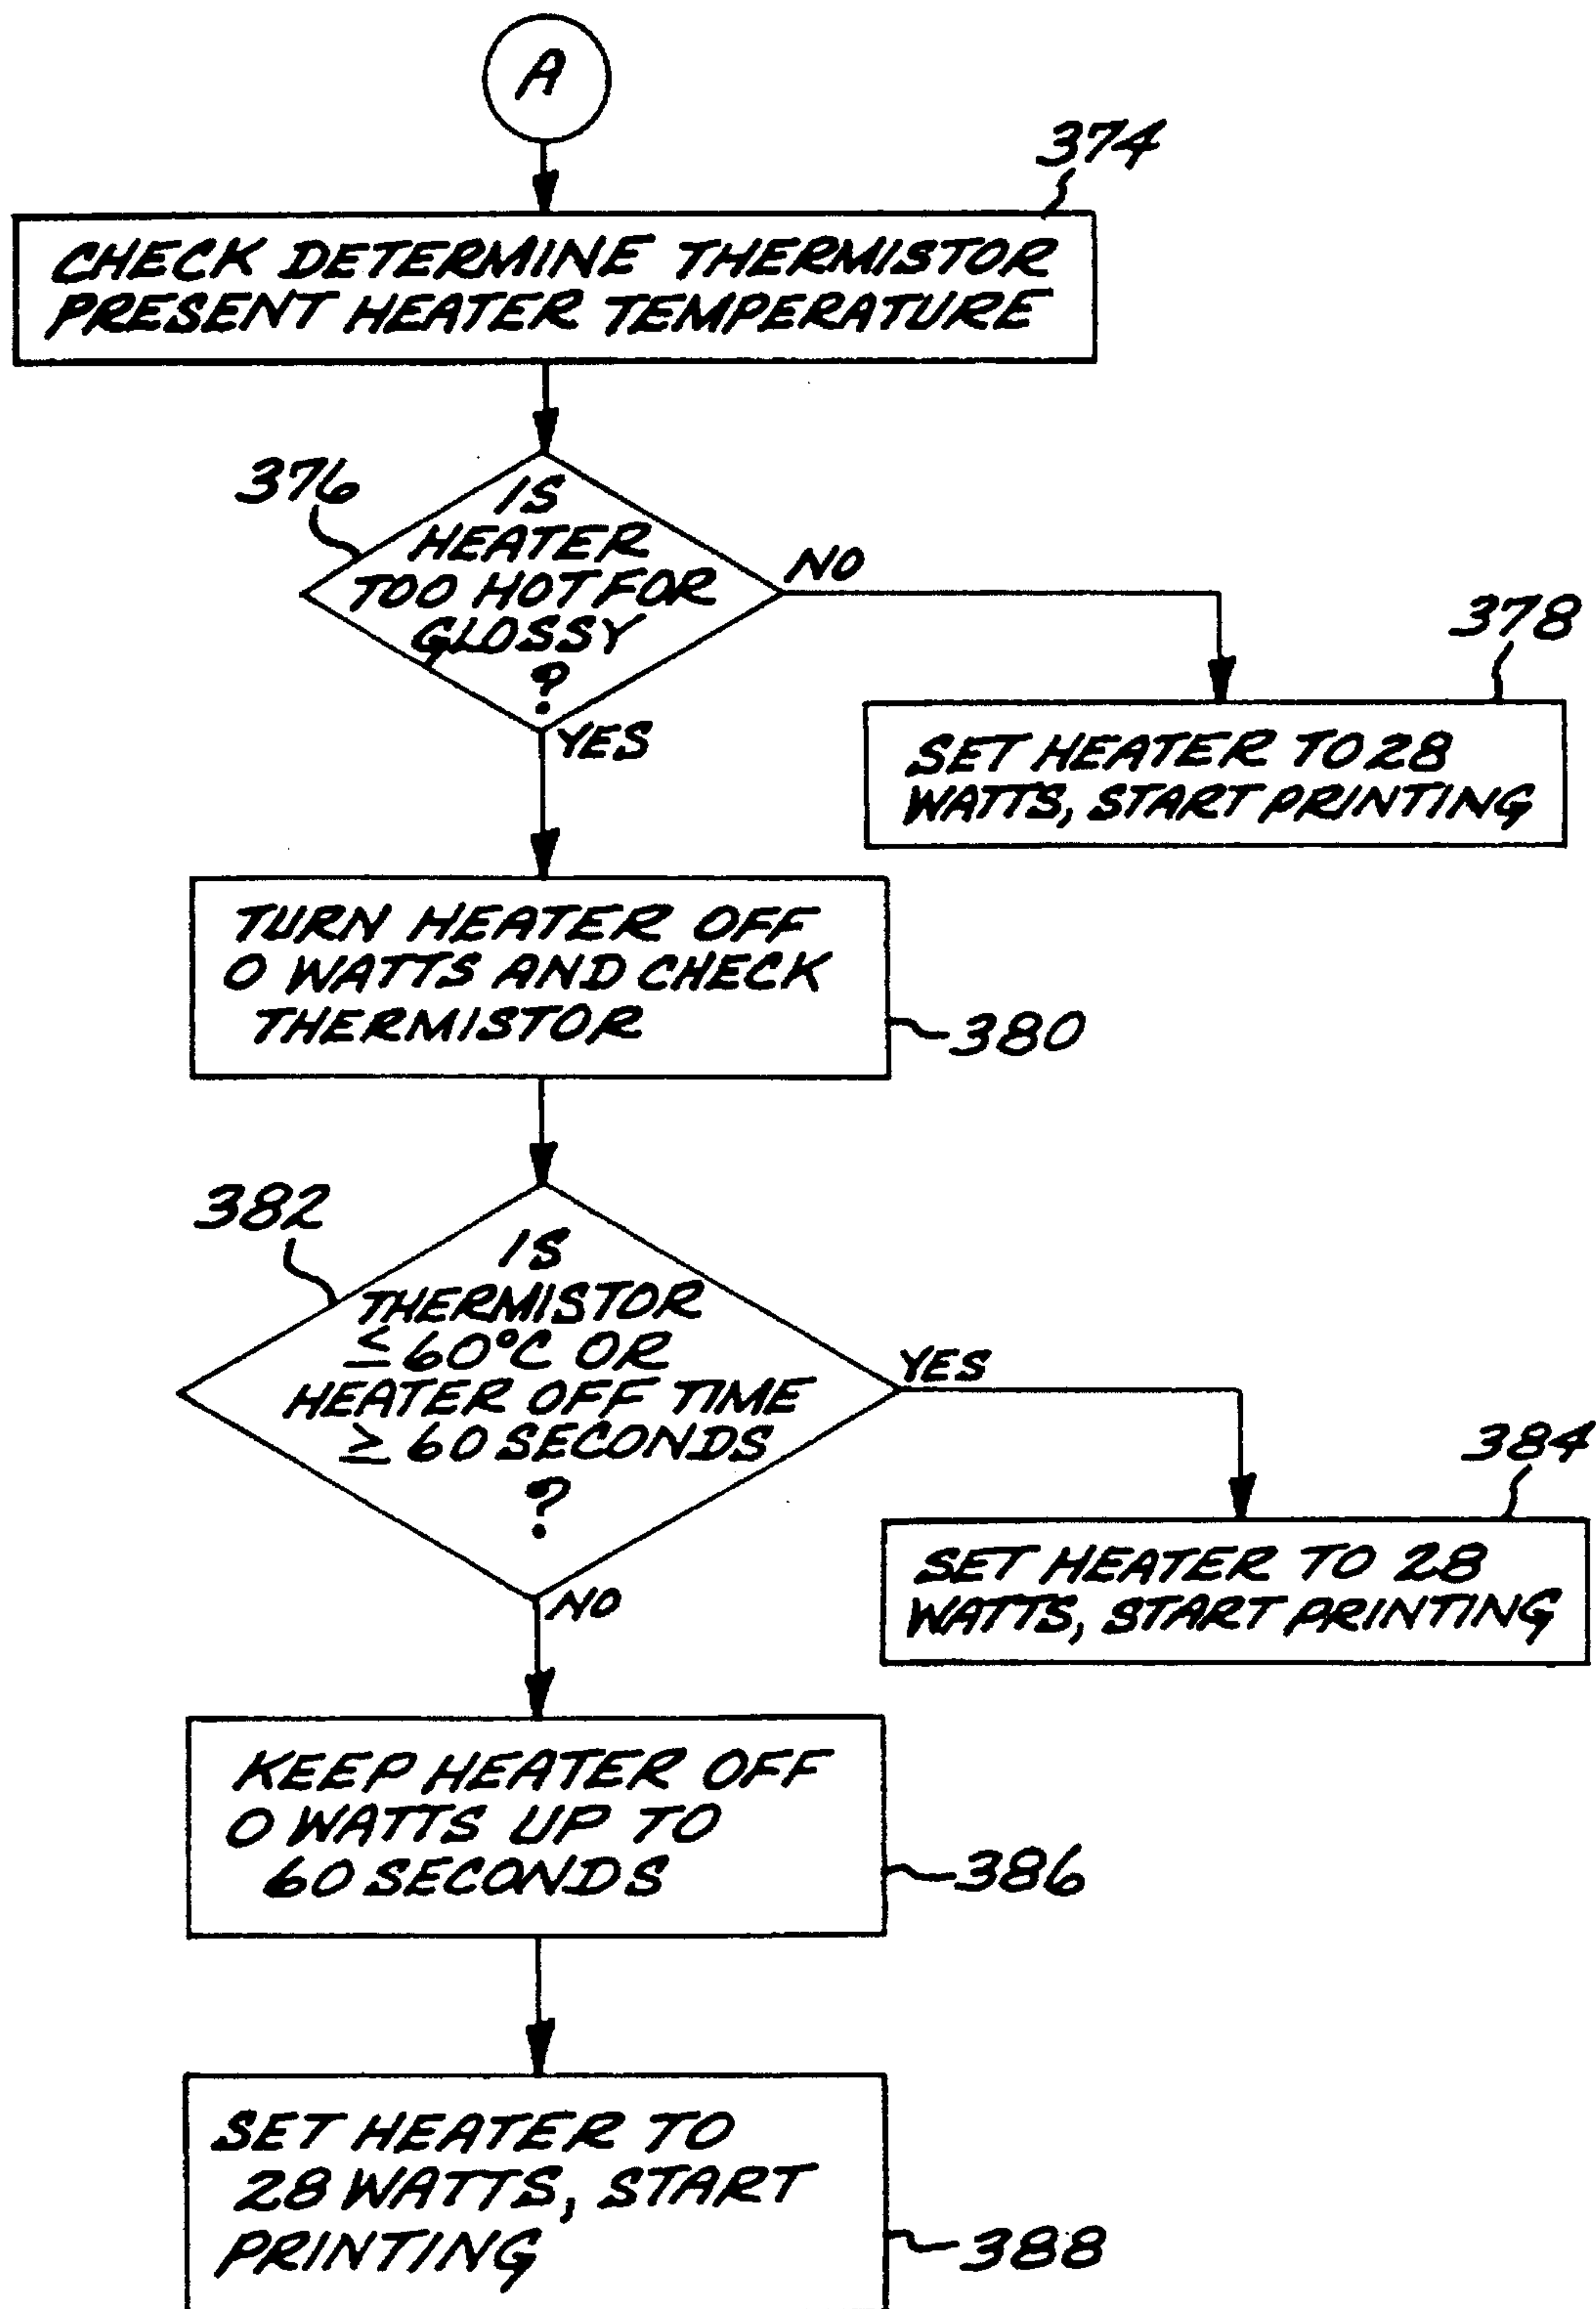 A
374
CHECK DETERMINE THERMISTOR
PRESENT HEATER TEMPERATURE
376
IS
HEATER
TOO HOT FOR
GLOSSY
?
NO
YES
378
SET HEATER TO 28
WATTS, START PRINTING
TURN HEATER OFF
0 WATTS AND CHECK
THERMISTOR
380
382
IS
THERMISTOR
≤ 60°C OR
HEATER OFF TIME
≥ 60 SECONDS
?
YES
NO
384
SET HEATER TO 28
WATTS, START PRINTING
KEEP HEATER OFF
0 WATTS UP TO
60 SECONDS
386
SET HEATER TO
28 WATTS, START
PRINTING
388